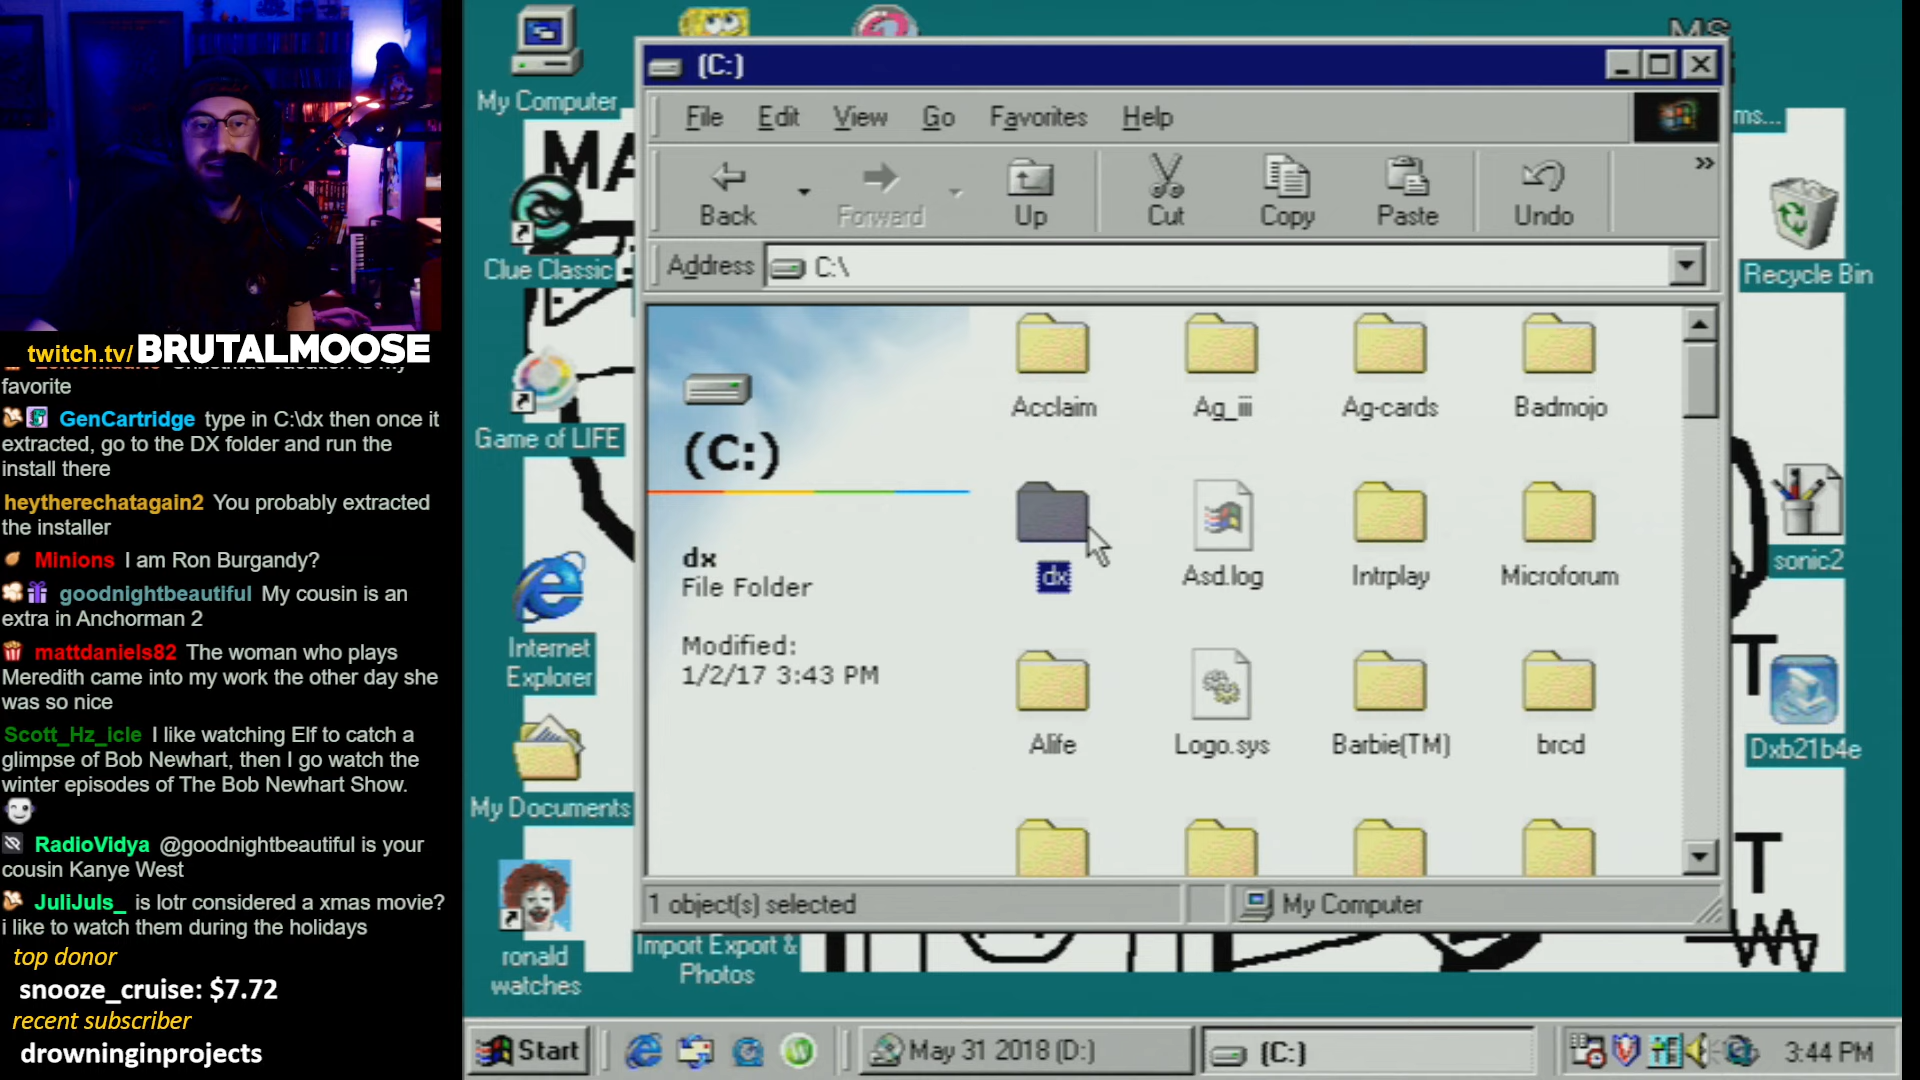 twitch.tv/BRUTALMOOSE
favorite
GenCartridge type in C:\dx then once it
extracted, go to the DX folder and run the
install there
heytherechatagain2 You probably extracted
the installer
Minions I am Ron Burgandy?
goodnightbeautiful My cousin is an
extra in Anchorman 2
mattdaniels82 The woman who plays
Meredith came into my work the other day she
was so nice
Scott_Hz_icle I like watching Elf to catch a
glimpse of Bob Newhart, then I go watch the
winter episodes of The Bob Newhart Show.
RadioVidya @goodnightbeautiful is your
cousin Kanye West
JuliJuls_ is lotr considered a xmas movie?
i like to watch them during the holidays
top donor
snooze_cruise: $7.72
recent subscriber
drowninginprojects
My Computer
Clue Classic
Game of LIFE
Internet
Explorer
My Documents
ronald
watches
MA
(C:)
File Edit View Go Favorites Help
Back Forward Up Cut Copy Paste Undo »
Address C:\
(C:)
dx
File Folder
Modified:
1/2/17 3:43 PM
Acclaim Ag_iii Ag-cards Badmojo
dx Asd.log Intrplay Microforum
Alife Logo.sys Barbie(TM) brcd
1 object(s) selected My Computer
Import Export &
Photos
MS
ms...
Recycle Bin
sonic2
Dxb21b4e
T
T
Start May 31 2018 (D:) (C:) 3:44 PM